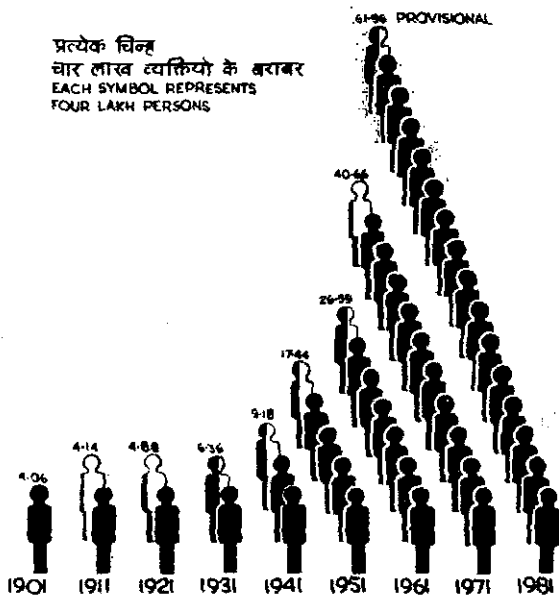 61·96 PROVISIONAL
प्रत्येक चिन्ह
चार लाख व्यक्तियो के बराबर
EACH SYMBOL REPRESENTS
FOUR LAKH PERSONS
40·66
26·59
17·44
9·18
4·06
4·14
4·88
6·36
1901 1911 1921 1931 1941 1951 1961 1971 1981